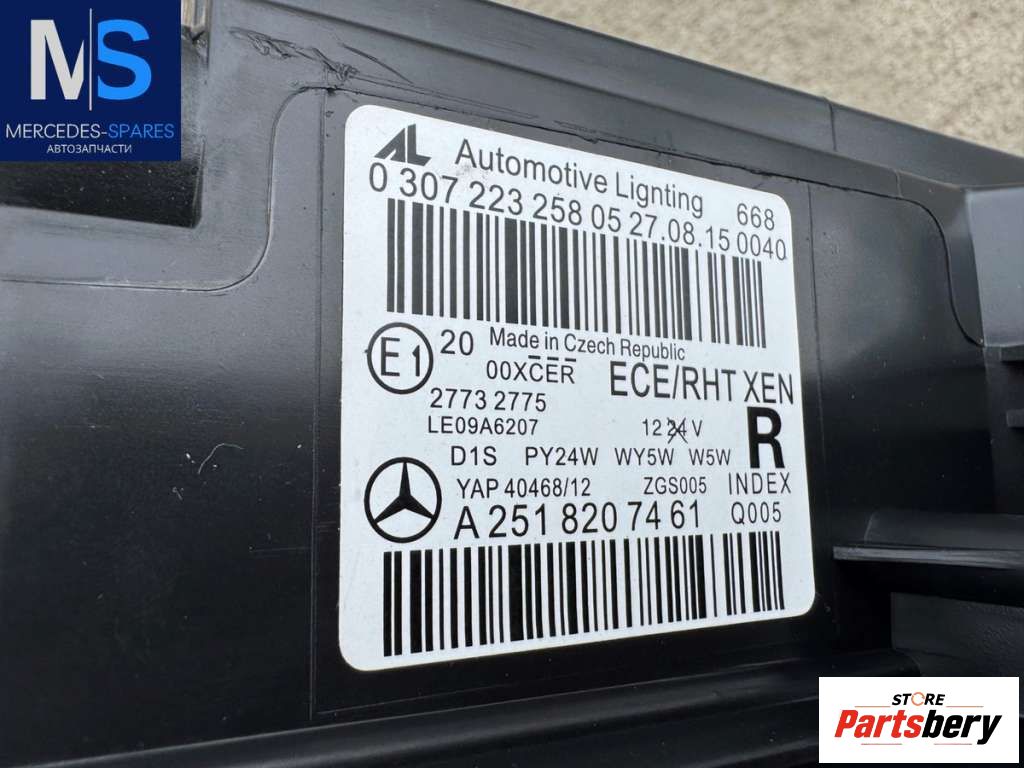 MS
MERCEDES-SPARES
АВТОЗАПЧАСТИ
AL Automotive Lignting 668
0 307 223 258 05 27.08.15 0040
E1 20 Made in Czech Republic
00XCER ECE/RHT XEN
2773 2775
LE09A6207 12 24 V R
D1S PY24W WY5W W5W
YAP 40468/12 ZGS005 INDEX
A 251 820 74 61 Q005
STORE
Partsbery